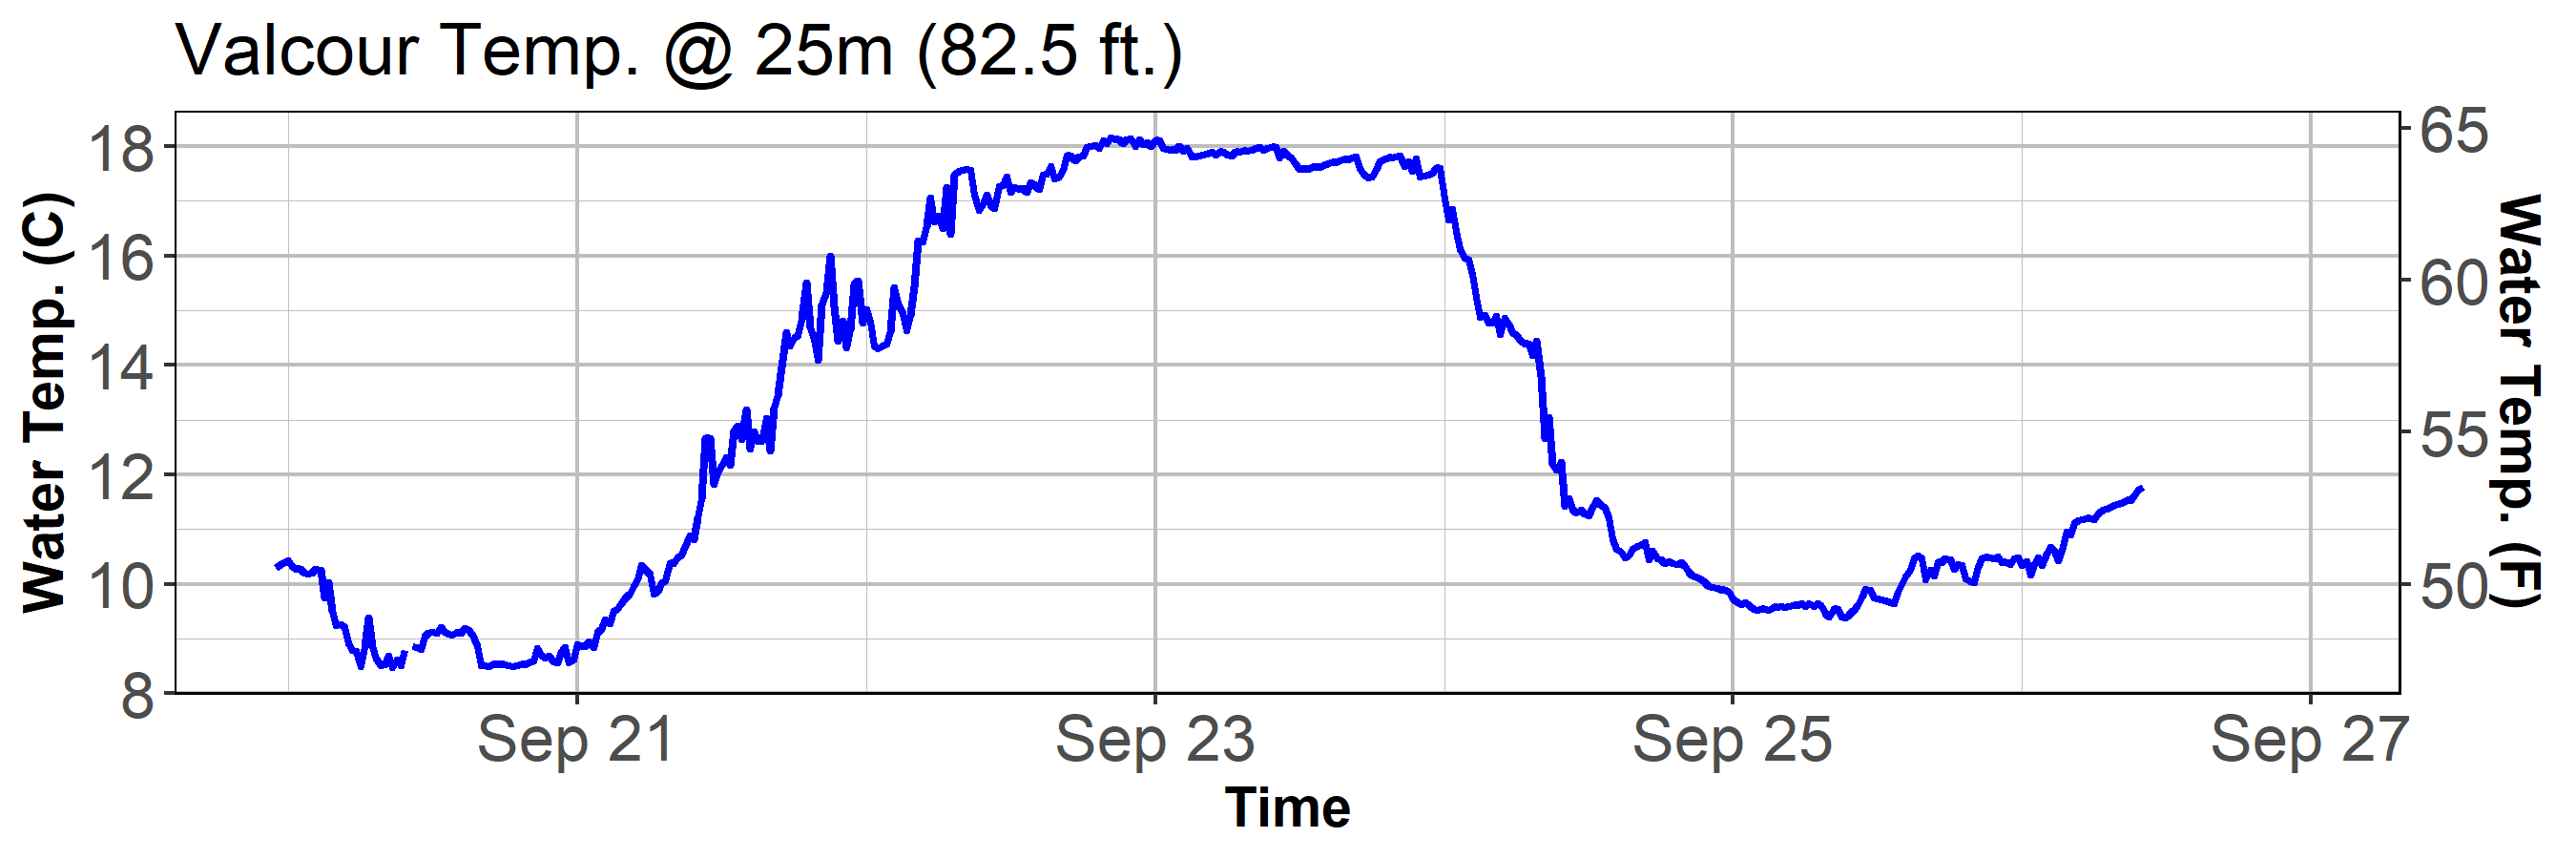 Valcour Temp. @ 25m (82.5 ft.)
Water Temp. (C)
18
16
14
12
10
8
65
60
55
50
Water Temp. (F)
Sep 21
Sep 23
Sep 25
Sep 27
Time